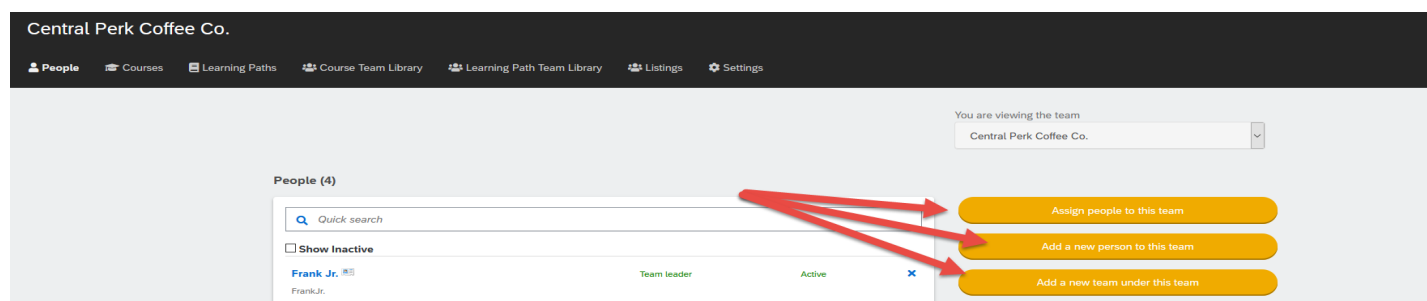 Central Perk Coffee Co.
People Courses Learning Paths Course Team Library Learning Path Team Library Listings Settings
You are viewing the team
Central Perk Coffee Co.
People (4)
Quick search
Show Inactive
Frank Jr. Team leader Active
FrankJr.
Assign people to this team
Add a new person to this team
Add a new team under this team